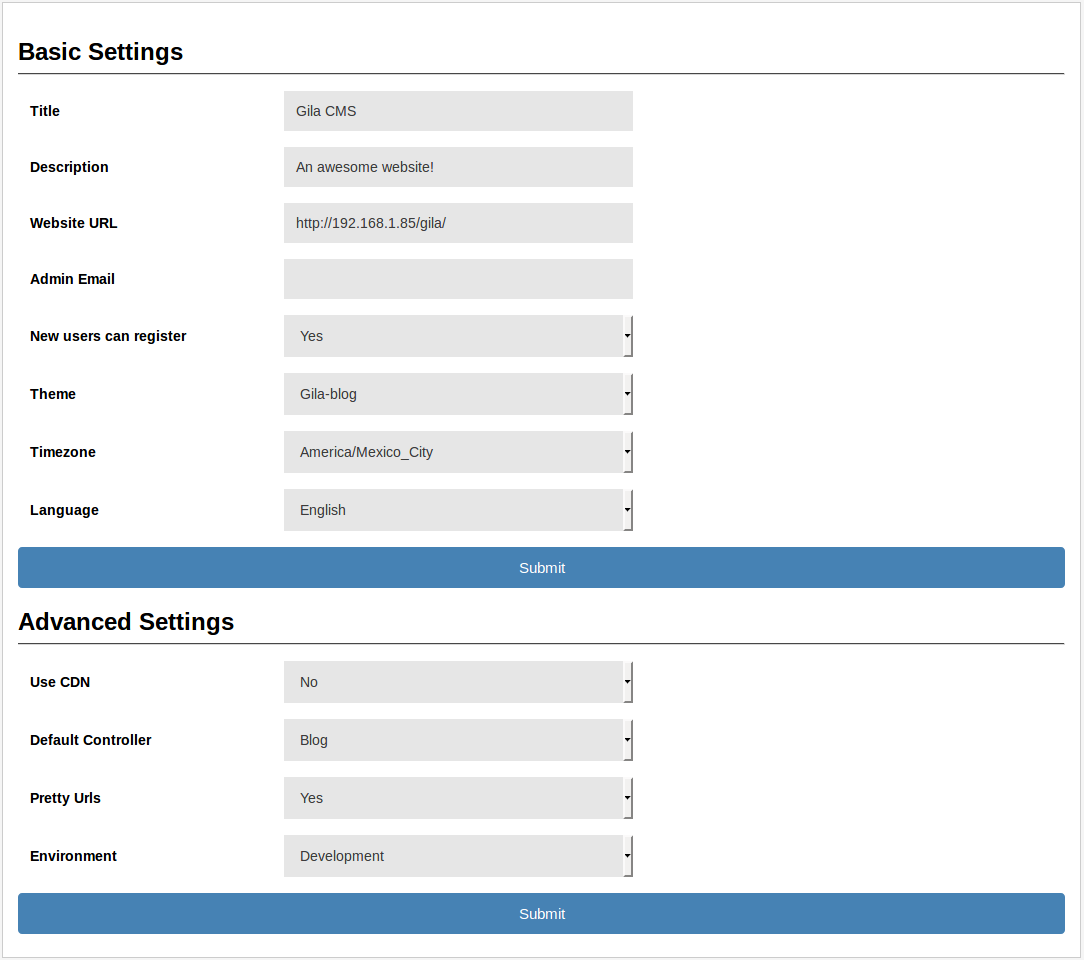 Basic Settings
Title Gila CMS
Description An awesome website!
Website URL http://192.168.1.85/gila/
Admin Email
New users can register Yes
Theme Gila-blog
Timezone America/Mexico_City
Language English
Submit
Advanced Settings
Use CDN No
Default Controller Blog
Pretty Urls Yes
Environment Development
Submit